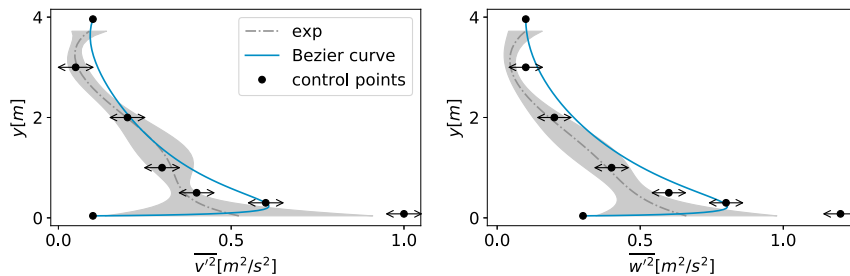 4
2
0
y[m]
exp
Bezier curve
control points
0.0
0.5
1.0
v′²[m²/s²]
4
2
0
y[m]
0.0
0.5
1.0
w′²[m²/s²]